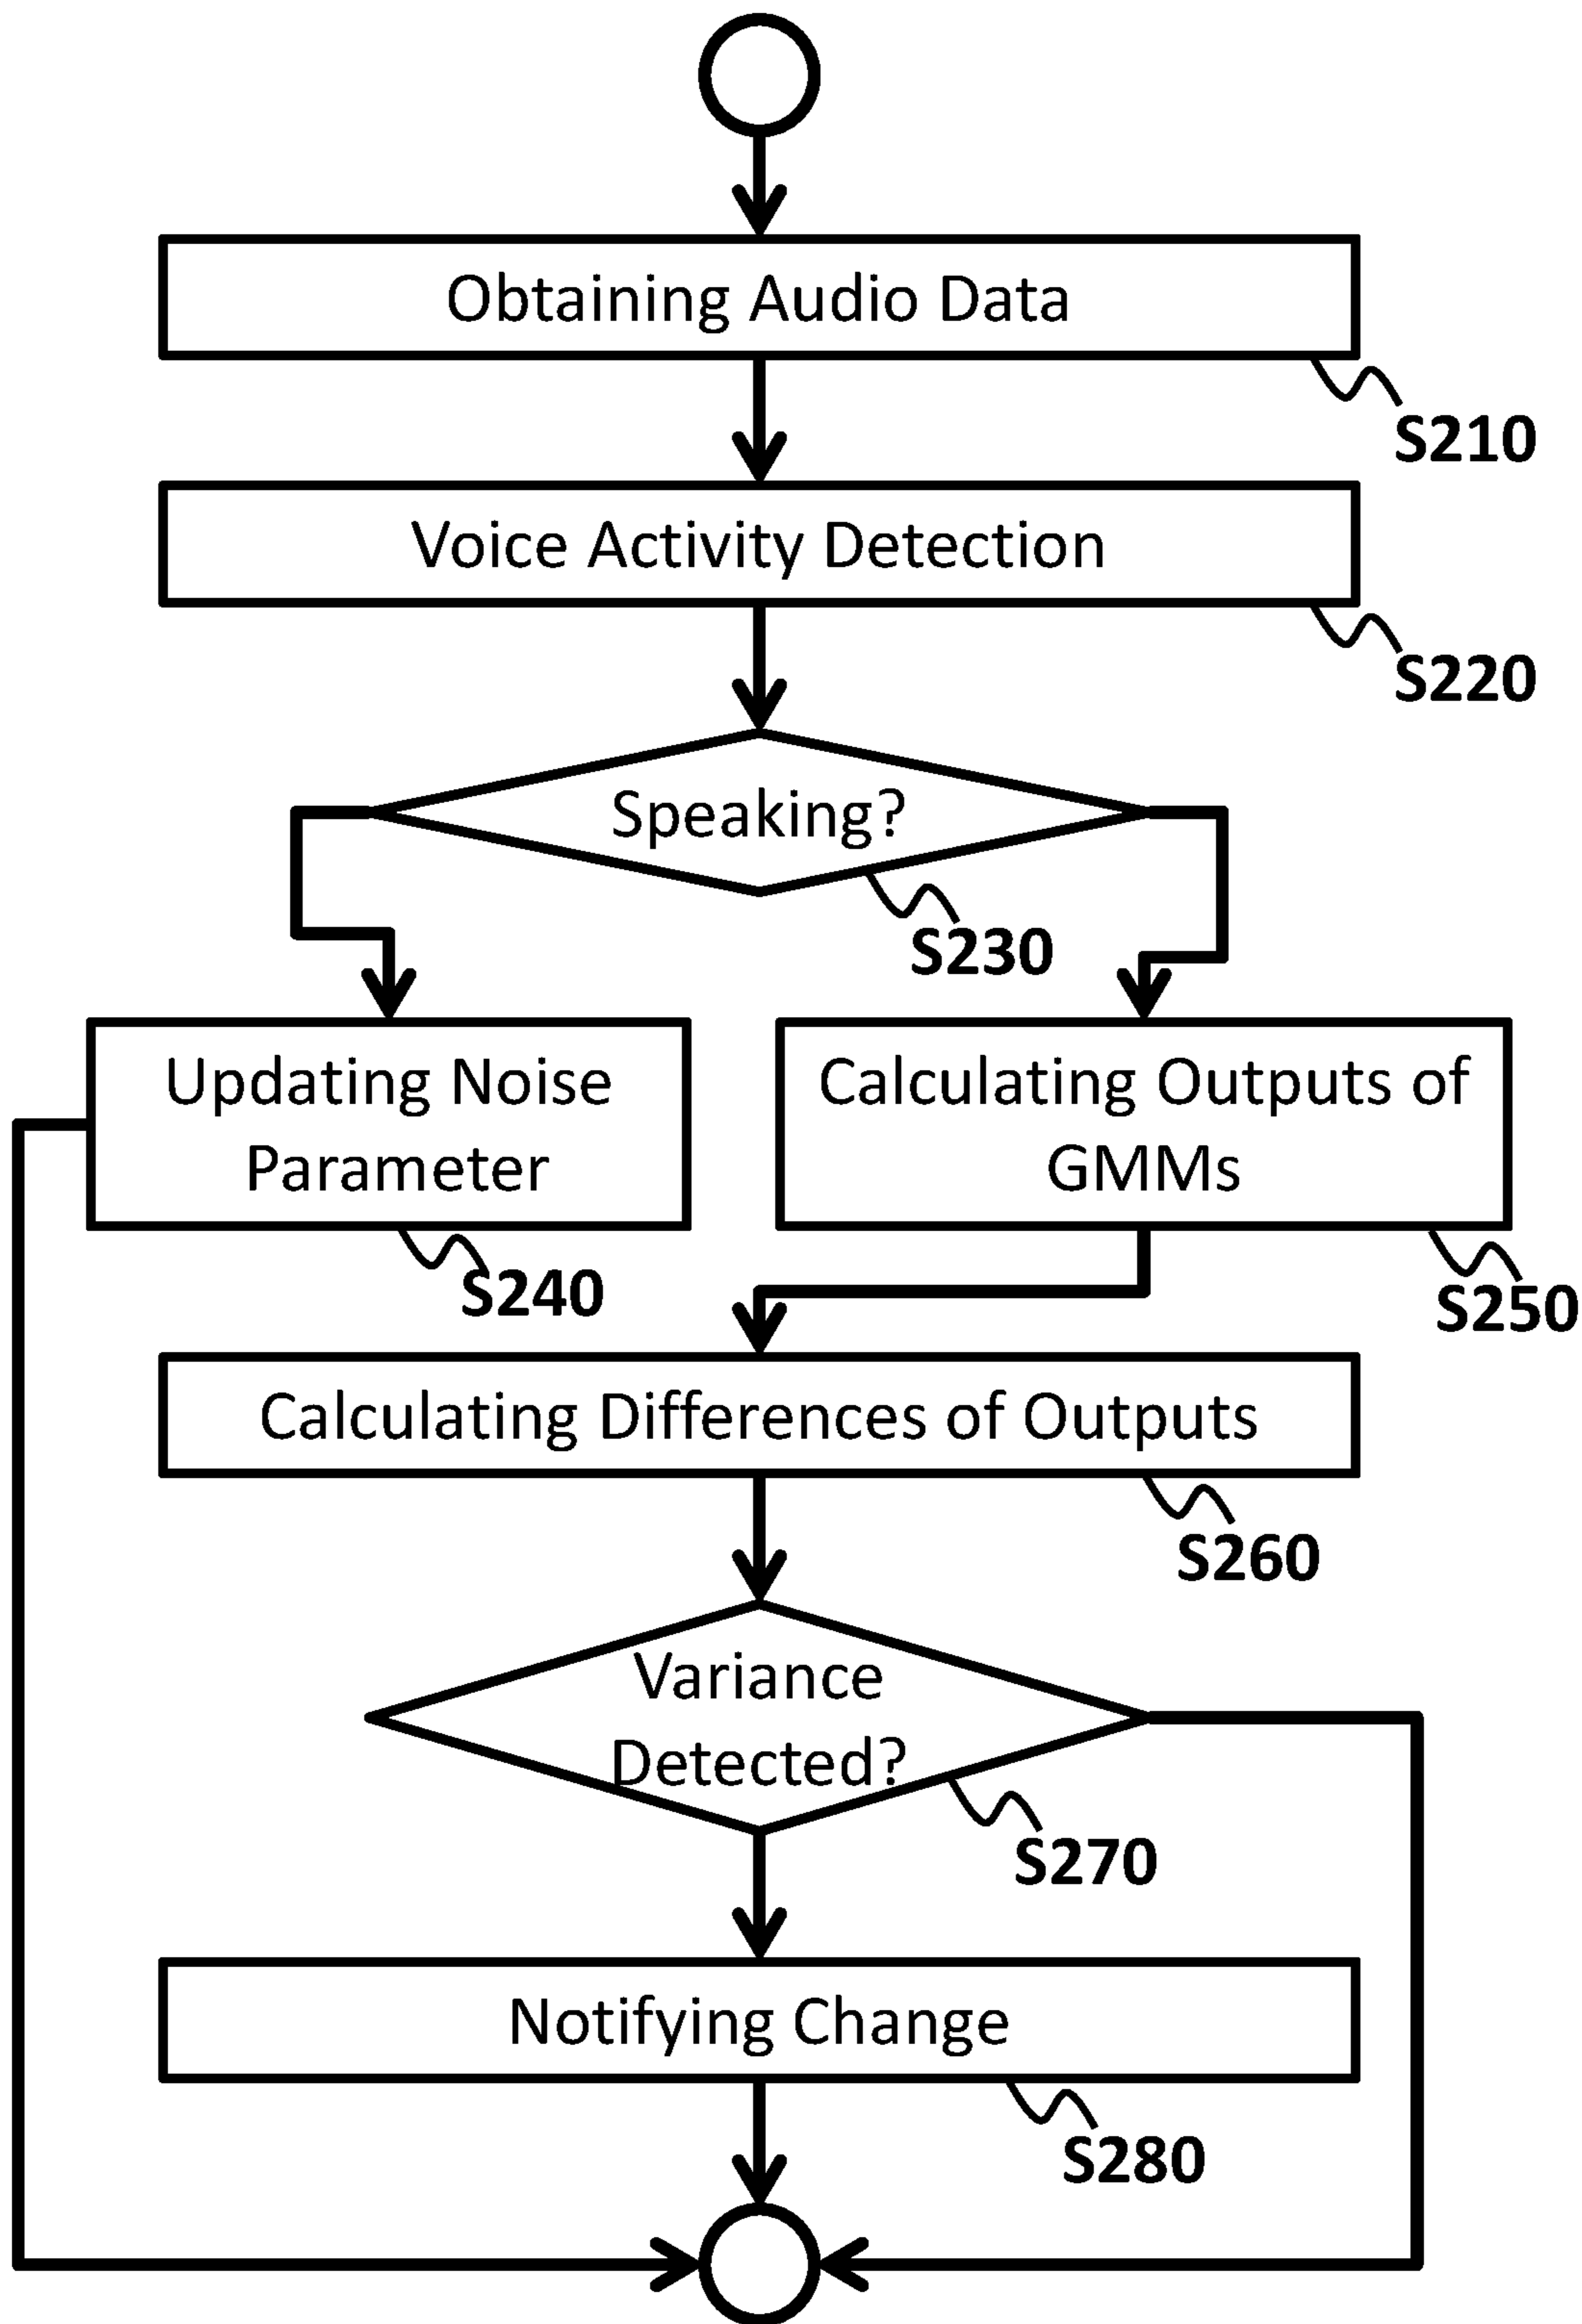 Obtaining Audio Data
S210
Voice Activity Detection
S220
Speaking?
S230
Updating Noise
Parameter
S240
Calculating Outputs of
GMMs
S250
Calculating Differences of Outputs
S260
Variance
Detected?
S270
Notifying Change
S280